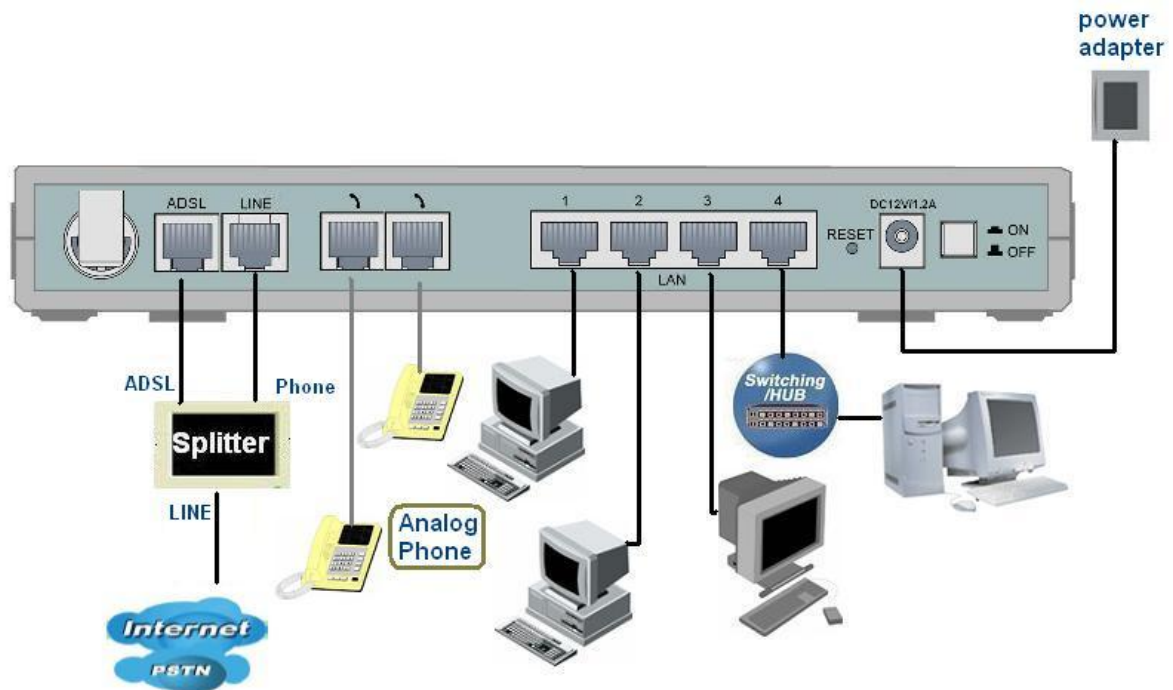 power
adapter
ADSL
LINE
1
2
3
4
LAN
RESET
DC12V/1.2A
ON
OFF
ADSL
Phone
Splitter
LINE
Analog
Phone
Switching
/HUB
Internet
PSTN